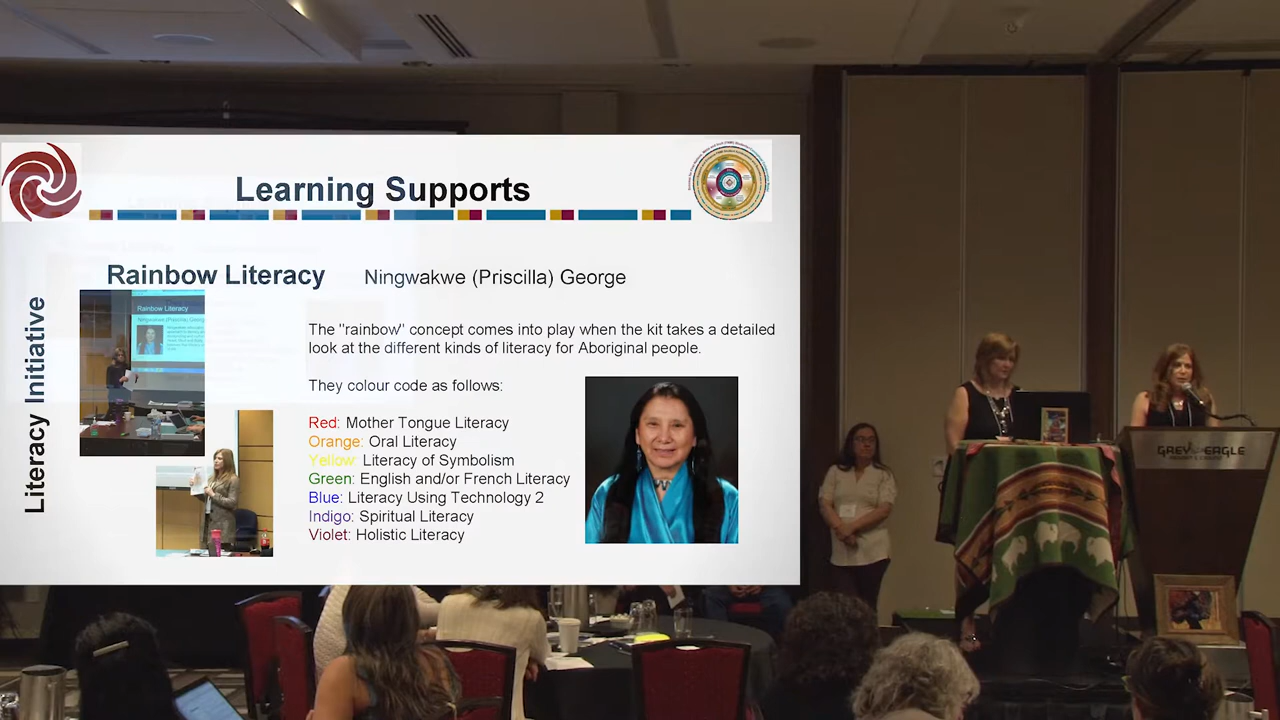 Learning Supports
Rainbow Literacy
Ningwakwe (Priscilla) George
Literacy Initiative
Rainbow Literacy
The "rainbow" concept comes into play when the kit takes a detailed
look at the different kinds of literacy for Aboriginal people.
They colour code as follows:
Red: Mother Tongue Literacy
Orange: Oral Literacy
Yellow: Literacy of Symbolism
Green: English and/or French Literacy
Blue: Literacy Using Technology 2
Indigo: Spiritual Literacy
Violet: Holistic Literacy
GREY EAGLE